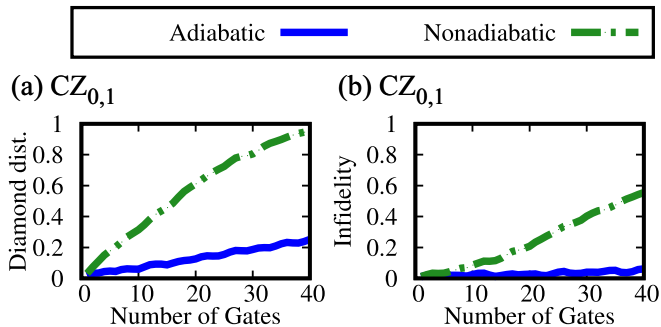 Adiabatic Nonadiabatic
(a) CZ0,1
(b) CZ0,1
Diamond dist.
1
0.8
0.6
0.4
0.2
0
0 10 20 30 40
Number of Gates
Infidelity
1
0.8
0.6
0.4
0.2
0
0 10 20 30 40
Number of Gates